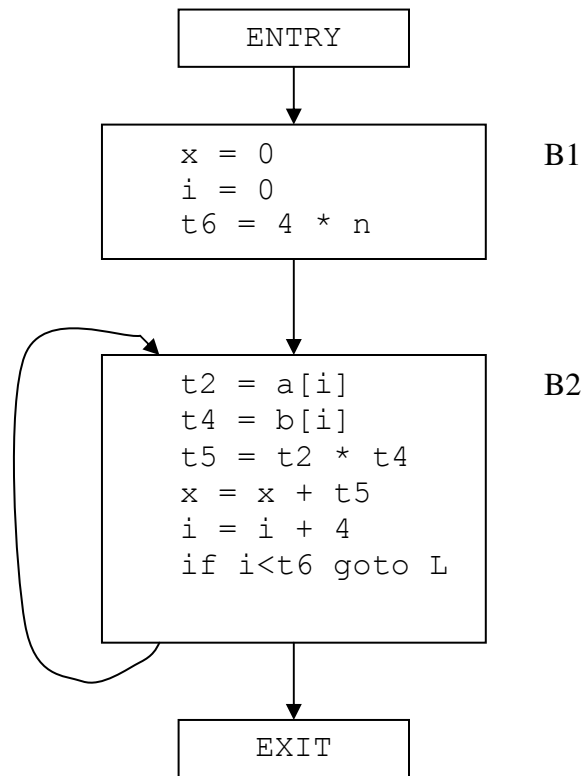 ENTRY
x = 0
i = 0
t6 = 4 * n
B1
t2 = a[i]
t4 = b[i]
t5 = t2 * t4
x = x + t5
i = i + 4
if i<t6 goto L
B2
EXIT